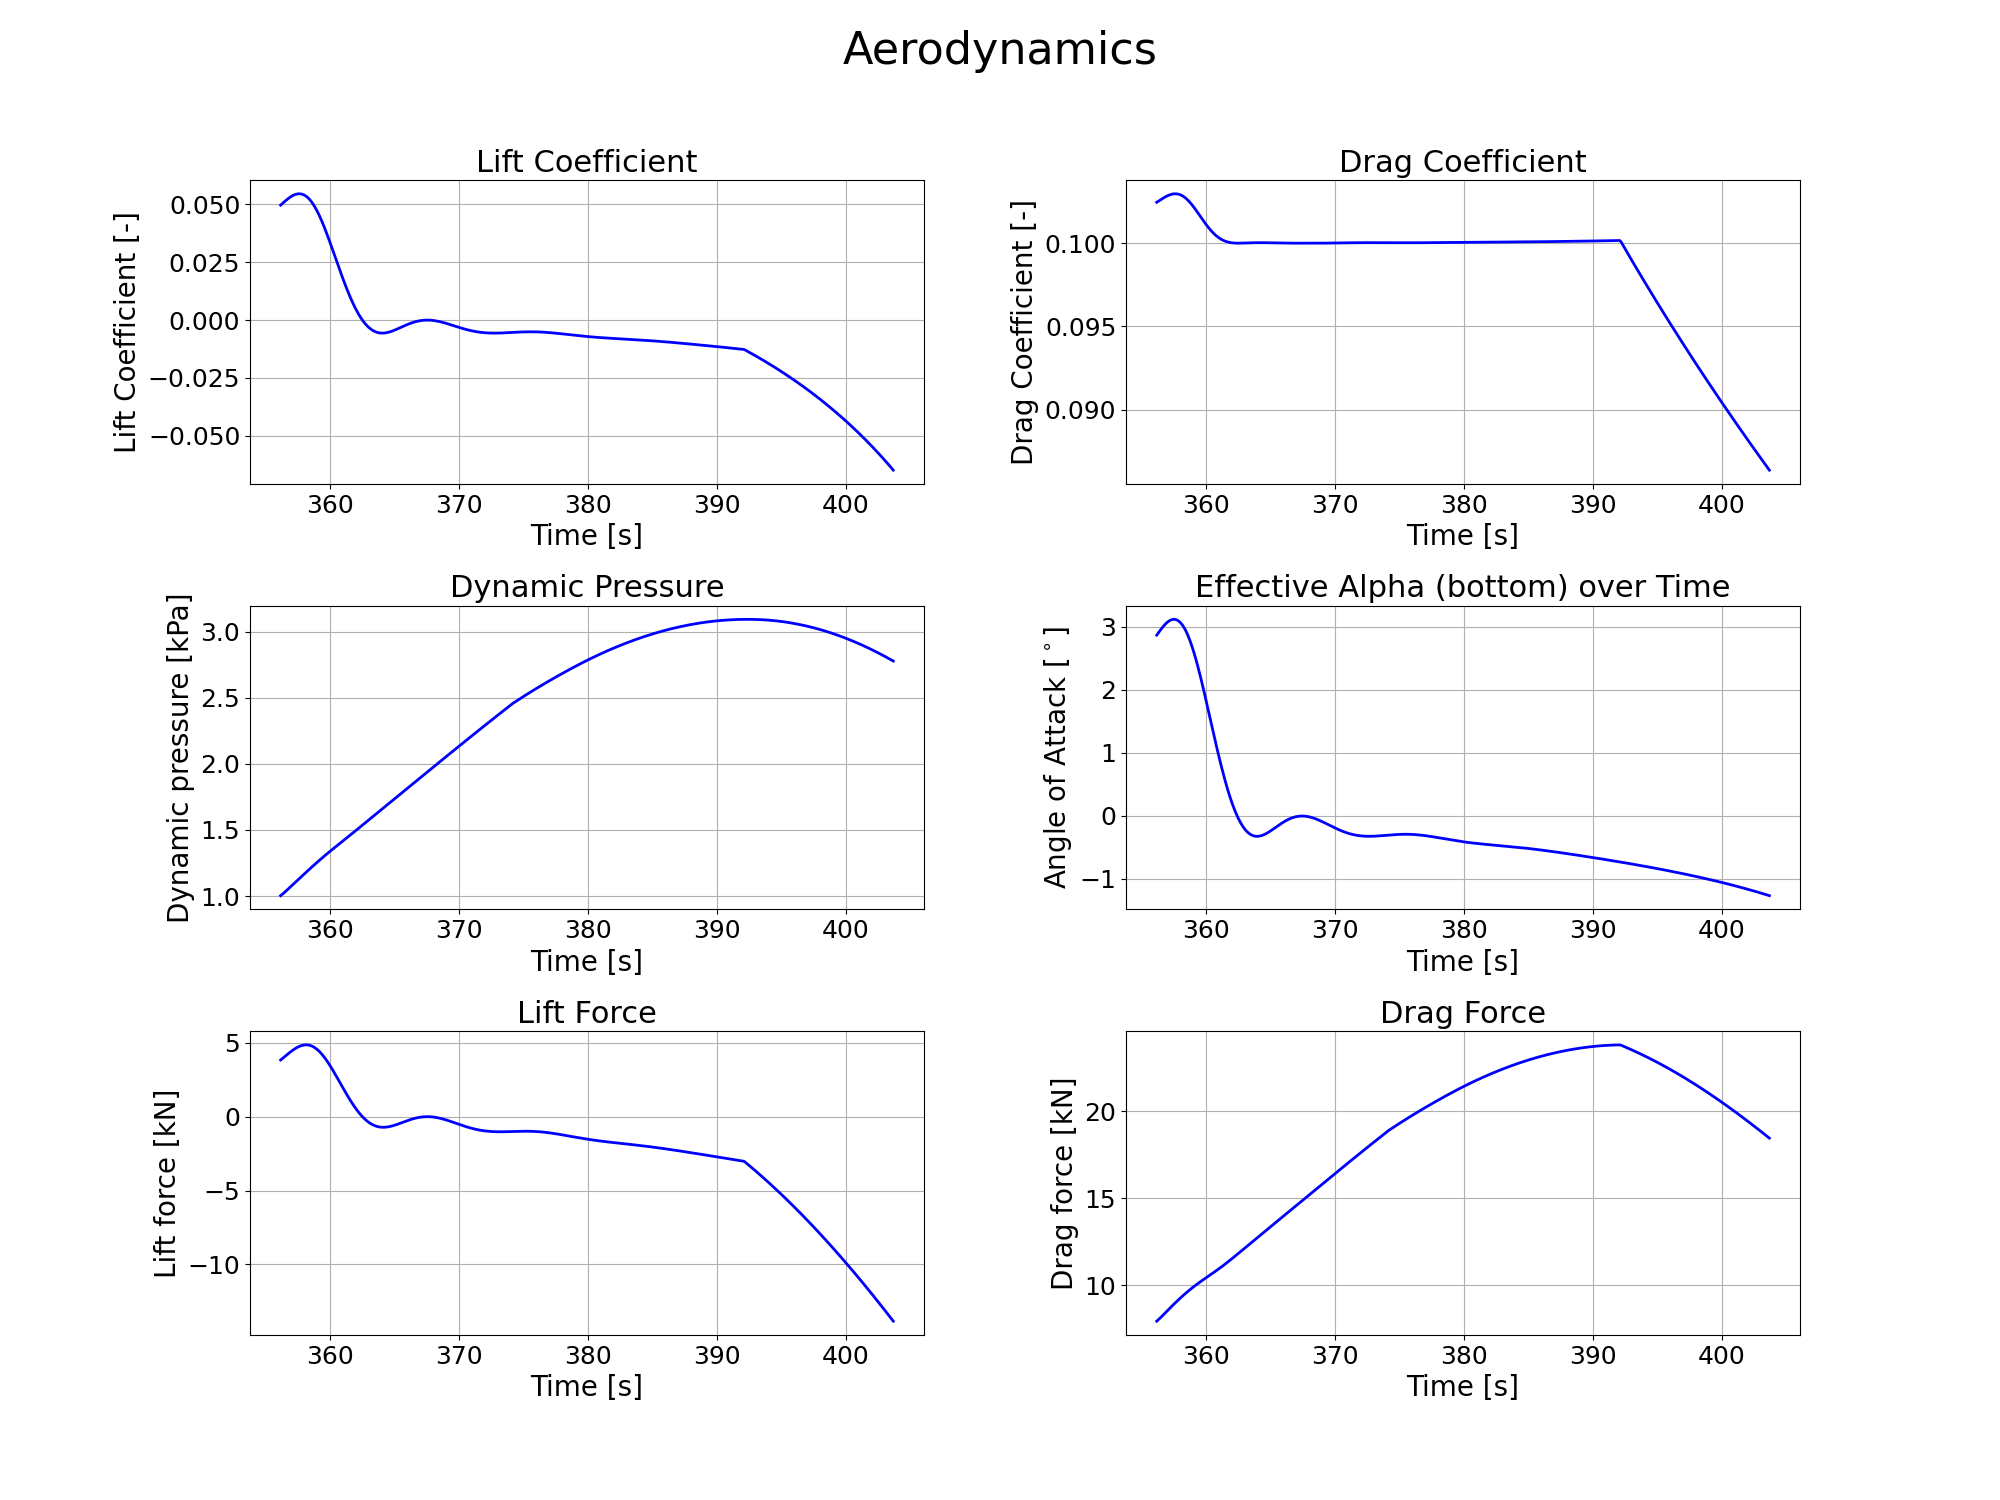 Aerodynamics
Lift Coefficient
Lift Coefficient [-]
0.050
0.025
0.000
−0.025
−0.050
360 370 380 390 400
Time [s]
Drag Coefficient
Drag Coefficient [-]
0.100
0.095
0.090
360 370 380 390 400
Time [s]
Dynamic Pressure
Dynamic pressure [kPa]
3.0
2.5
2.0
1.5
1.0
360 370 380 390 400
Time [s]
Effective Alpha (bottom) over Time
Angle of Attack [°]
3
2
1
0
−1
360 370 380 390 400
Time [s]
Lift Force
Lift force [kN]
5
0
−5
−10
360 370 380 390 400
Time [s]
Drag Force
Drag force [kN]
20
15
10
360 370 380 390 400
Time [s]